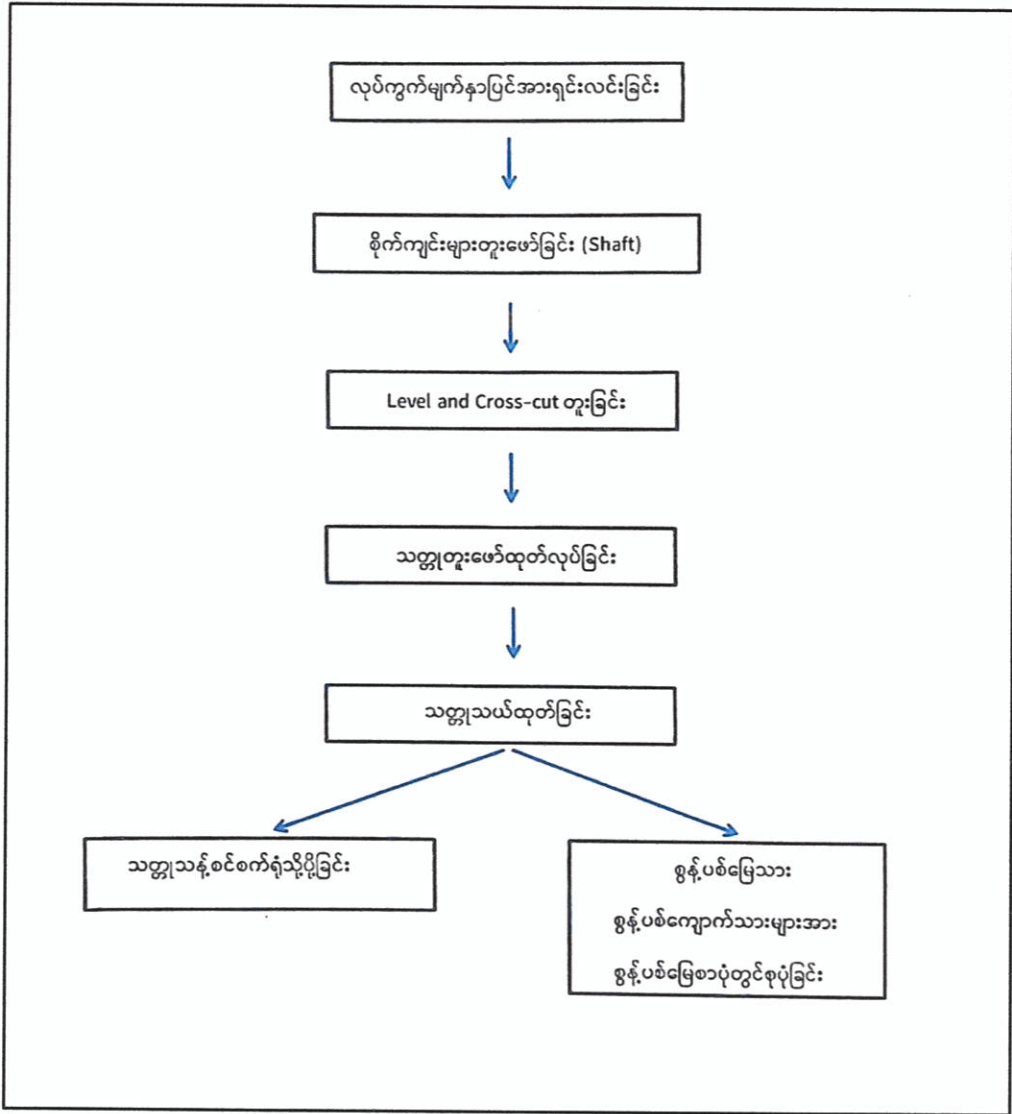 လုပ်ကွက်မျက်နှာပြင်အားရှင်းလင်းခြင်း
စိုက်ကျင်းများတူးဖော်ခြင်း (Shaft)
Level and Cross-cut တူးခြင်း
သတ္တုတူးဖော်ထုတ်လုပ်ခြင်း
သတ္တုသယ်ထုတ်ခြင်း
သတ္တုသန့်စင်စက်ရုံသို့ပို့ခြင်း
စွန့်ပစ်မြေသား
စွန့်ပစ်ကျောက်သားများအား
စွန့်ပစ်မြေစာပုံတွင်စုပုံခြင်း